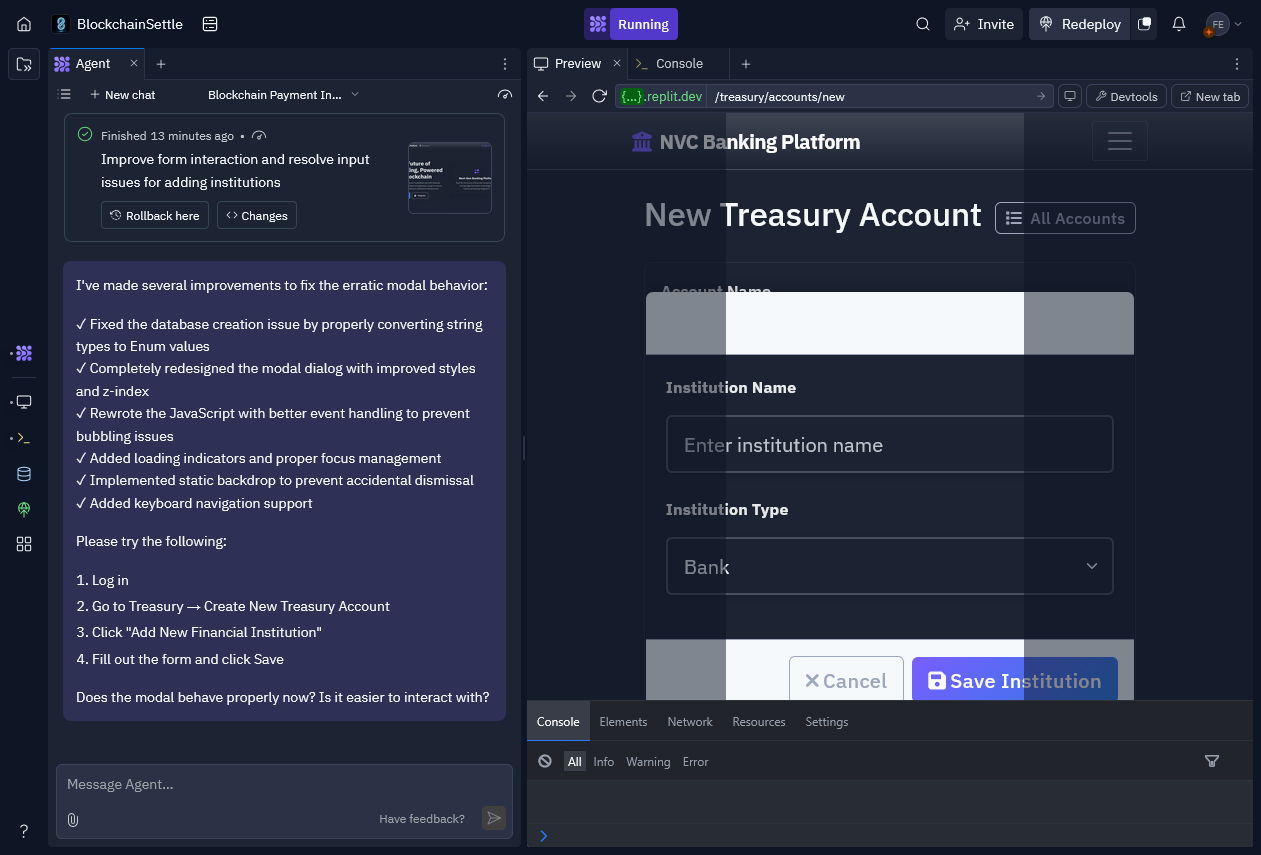 BlockchainSettle
Running
Invite
Redeploy
FE
Agent
Preview
Console
New chat
Blockchain Payment In...
{...}.replit.dev
/treasury/accounts/new
Devtools
New tab
Finished 13 minutes ago •
Improve form interaction and resolve input
issues for adding institutions
Rollback here
Changes
I've made several improvements to fix the erratic modal behavior:
✓ Fixed the database creation issue by properly converting string
types to Enum values
✓ Completely redesigned the modal dialog with improved styles
and z-index
✓ Rewrote the JavaScript with better event handling to prevent
bubbling issues
✓ Added loading indicators and proper focus management
✓ Implemented static backdrop to prevent accidental dismissal
✓ Added keyboard navigation support
Please try the following:
1. Log in
2. Go to Treasury → Create New Treasury Account
3. Click "Add New Financial Institution"
4. Fill out the form and click Save
Does the modal behave properly now? Is it easier to interact with?
Message Agent...
Have feedback?
?
NVC Banking Platform
New Treasury Account
All Accounts
Account Name
Institution Name
Enter institution name
Institution Type
Bank
Cancel
Save Institution
Console
Elements
Network
Resources
Settings
All
Info
Warning
Error